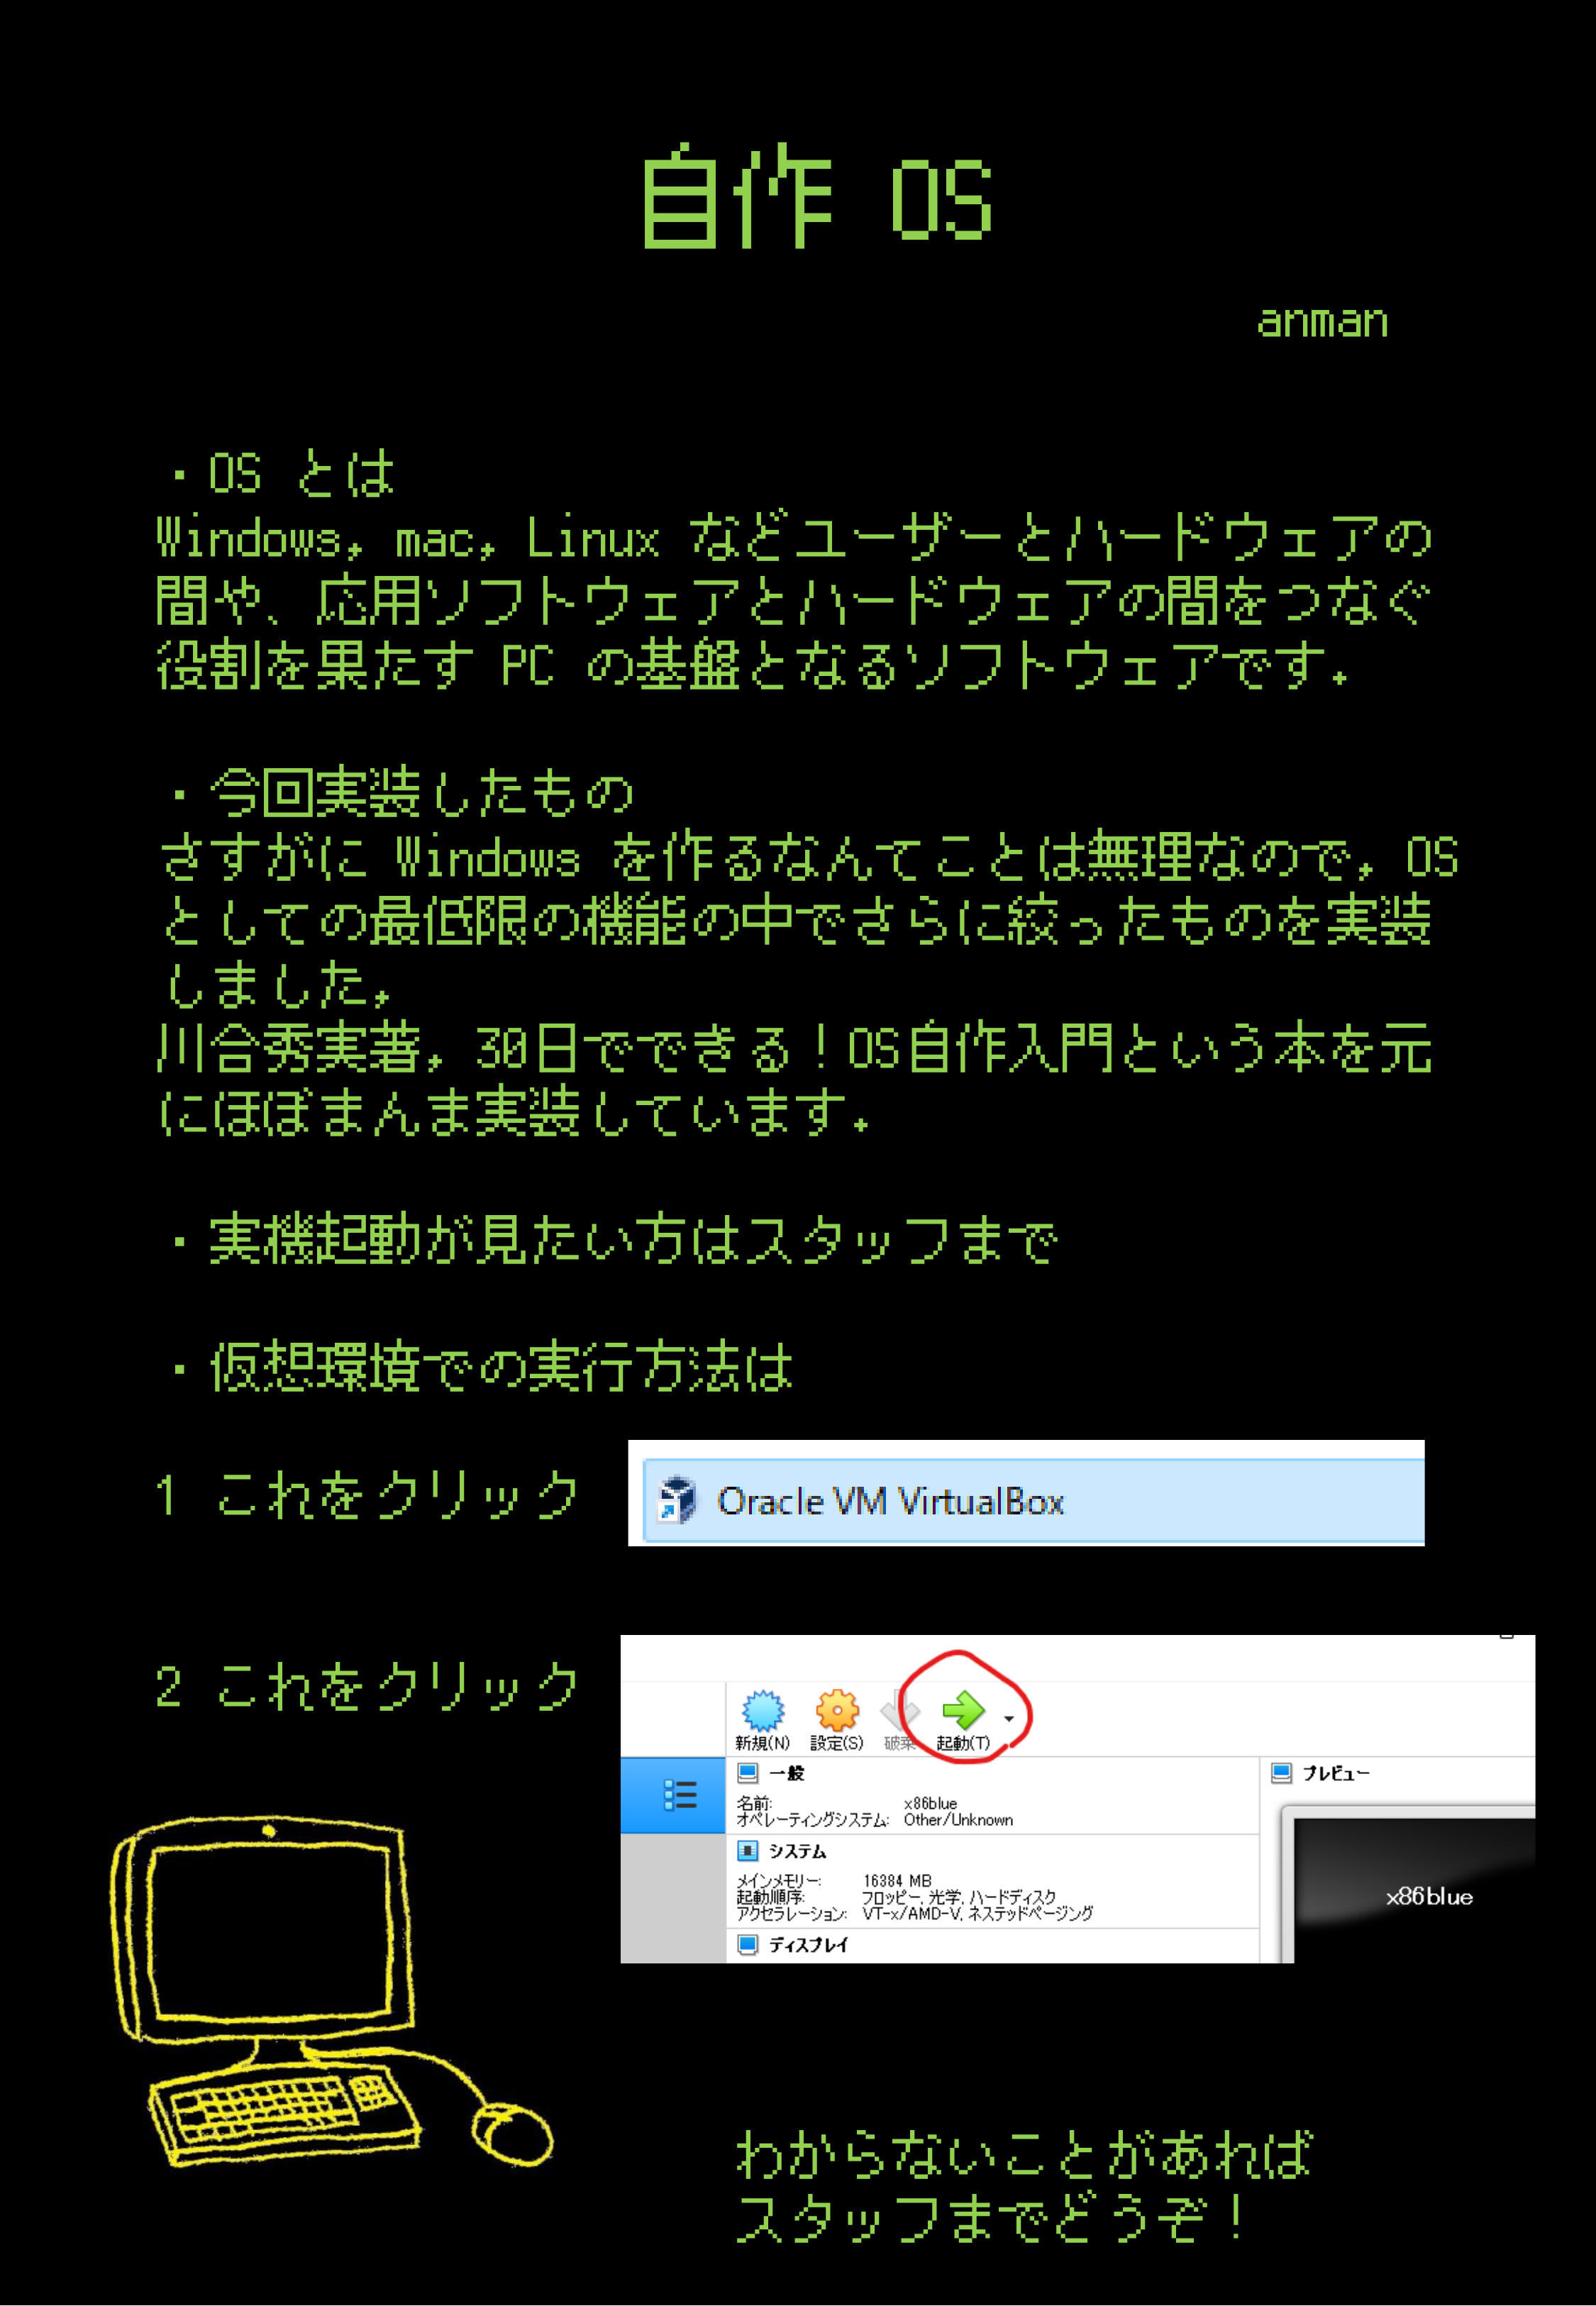 自作 OS
anman
・OS とは
Windows, mac, Linux などユーザーとハードウェアの
間や、応用ソフトウェアとハードウェアの間をつなぐ
役割を果たす PC の基盤となるソフトウェアです.
・今回実装したもの
さすがに Windows を作るなんてことは無理なので, OS
としての最低限の機能の中でさらに絞ったものを実装
しました,
川合秀実著, 30日でできる！OS自作入門という本を元
にほぼまんま実装しています.
・実機起動が見たい方はスタッフまで
・仮想環境での実行方法は
1 これをクリック
Oracle VM VirtualBox
2 これをクリック
新規(N) 設定(S) 破棄 起動(T)
一般
プレビュー
名前: x86blue
オペレーティングシステム: Other/Unknown
システム
メインメモリー: 16384 MB
起動順序: フロッピー, 光学, ハードディスク
アクセラレーション: VT-x/AMD-V, ネステッドページング
x86blue
ディスプレイ
わからないことがあれば
スタッフまでどうぞ！